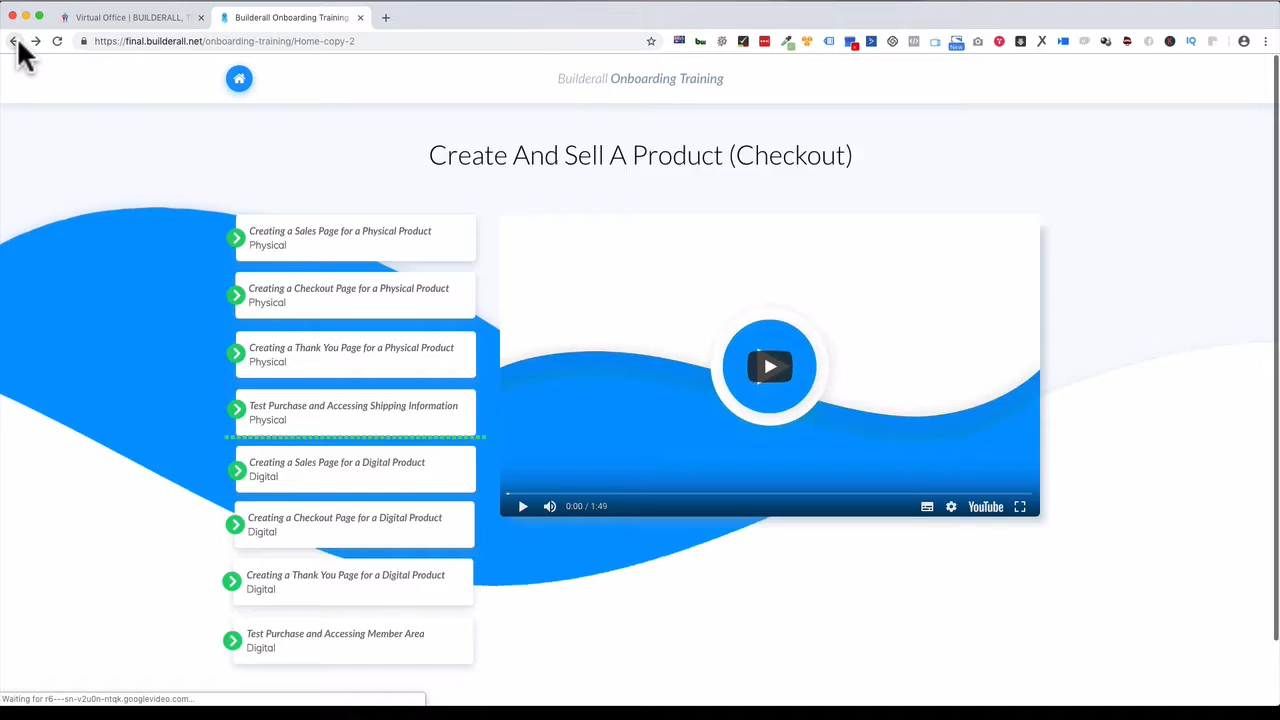 Virtual Office | BUILDERALL, T
Builderall Onboarding Training
https://final.builderall.net/onboarding-training/Home-copy-2
New
Builderall Onboarding Training
Create And Sell A Product (Checkout)
Creating a Sales Page for a Physical Product
Physical
Creating a Checkout Page for a Physical Product
Physical
Creating a Thank You Page for a Physical Product
Physical
Test Purchase and Accessing Shipping Information
Physical
Creating a Sales Page for a Digital Product
Digital
Creating a Checkout Page for a Digital Product
Digital
Creating a Thank You Page for a Digital Product
Digital
Test Purchase and Accessing Member Area
Digital
0:00 / 1:49
YouTube
Waiting for r6---sn-v2u0n-ntqk.googlevideo.com...